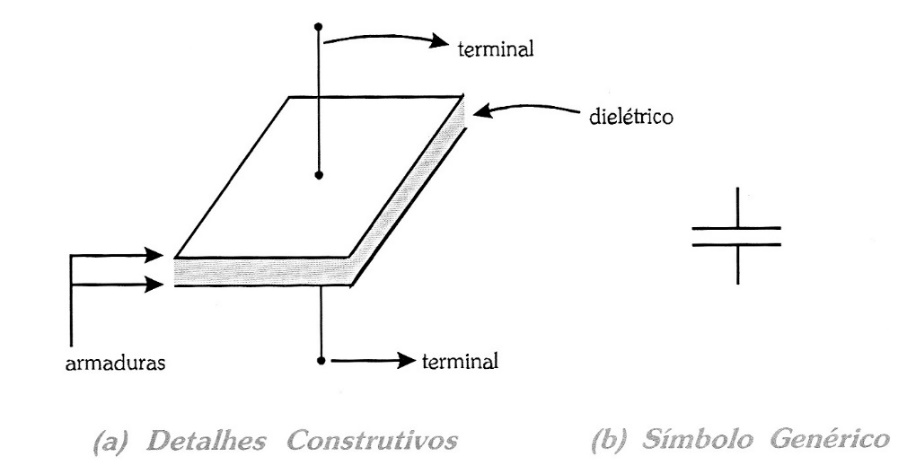 terminal
dielétrico
armaduras
terminal
(a) Detalhes Construtivos
(b) Símbolo Genérico